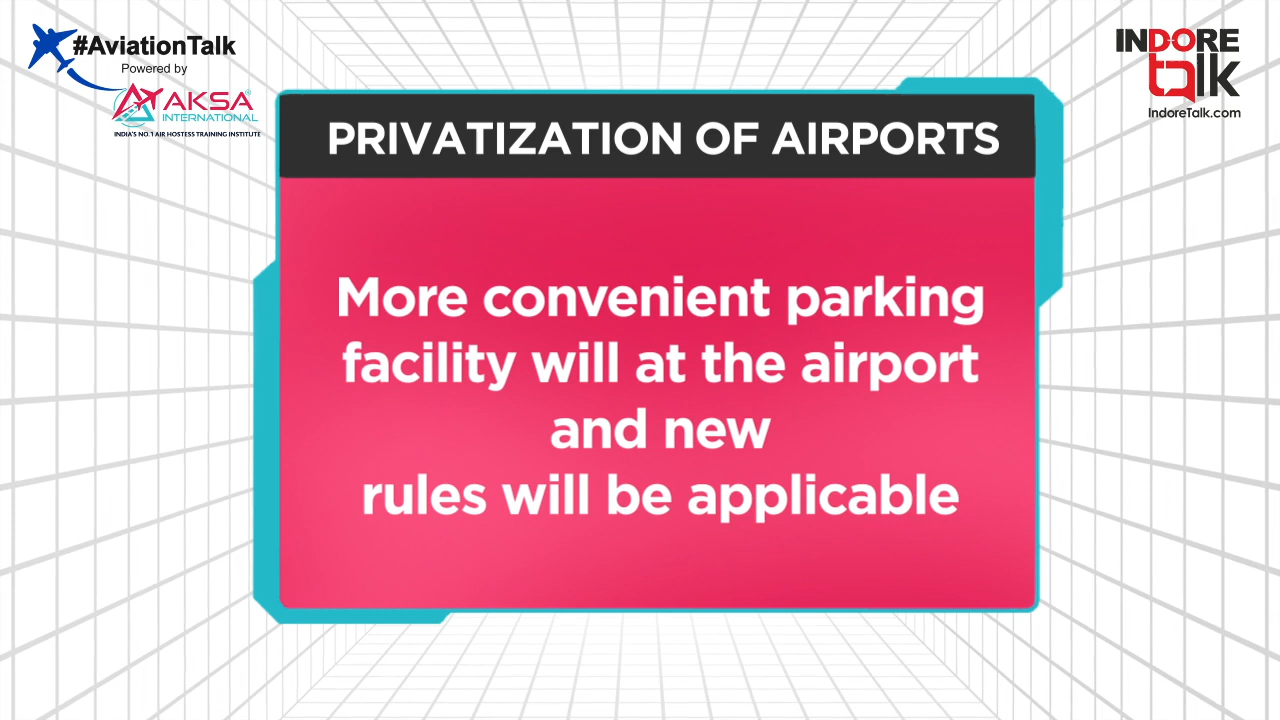 #AviationTalk
Powered by
AKSA
INTERNATIONAL
INDIA'S NO.1 AIR HOSTESS TRAINING INSTITUTE
INDORE
talk
IndoreTalk.com
PRIVATIZATION OF AIRPORTS
More convenient parking
facility will at the airport
and new
rules will be applicable